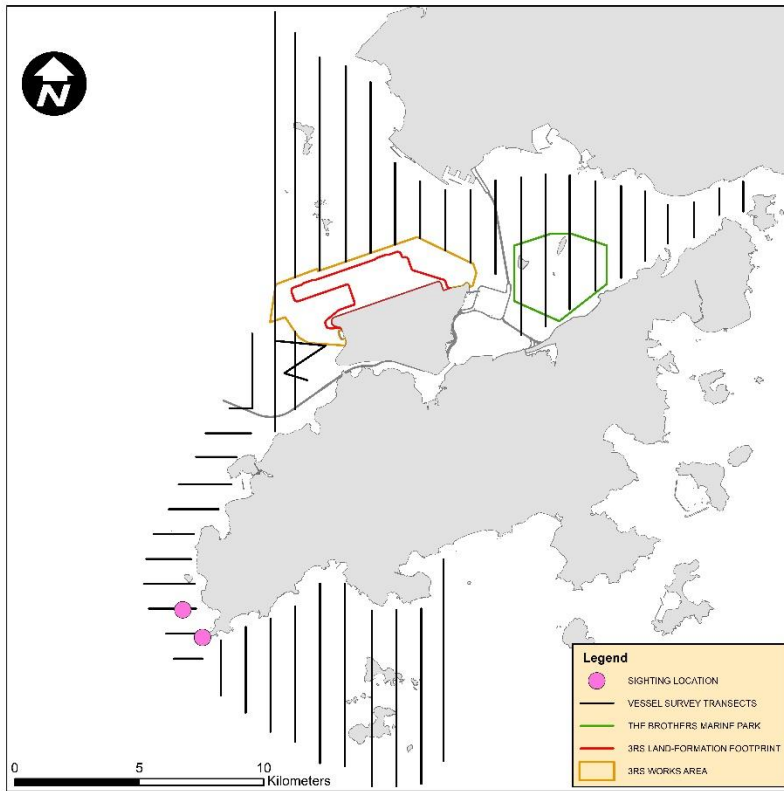 N
Legend
SIGHTING LOCATION
VESSEL SURVEY TRANSECTS
THE BROTHERS MARINE PARK
3RS LAND-FORMATION FOOTPRINT
3RS WORKS AREA
0 5 10
Kilometers